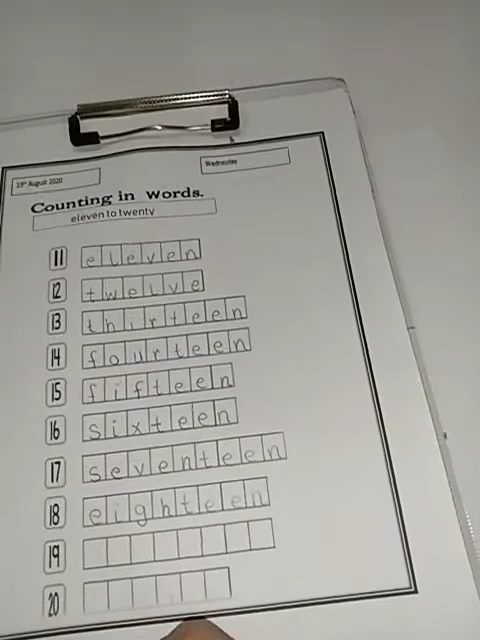 19th August 2020
Wednesday
Counting in Words.
eleven to twenty
11 eleven
12 twelve
13 thirteen
14 fourteen
15 fifteen
16 sixteen
17 seventeen
18 eighteen
19
20